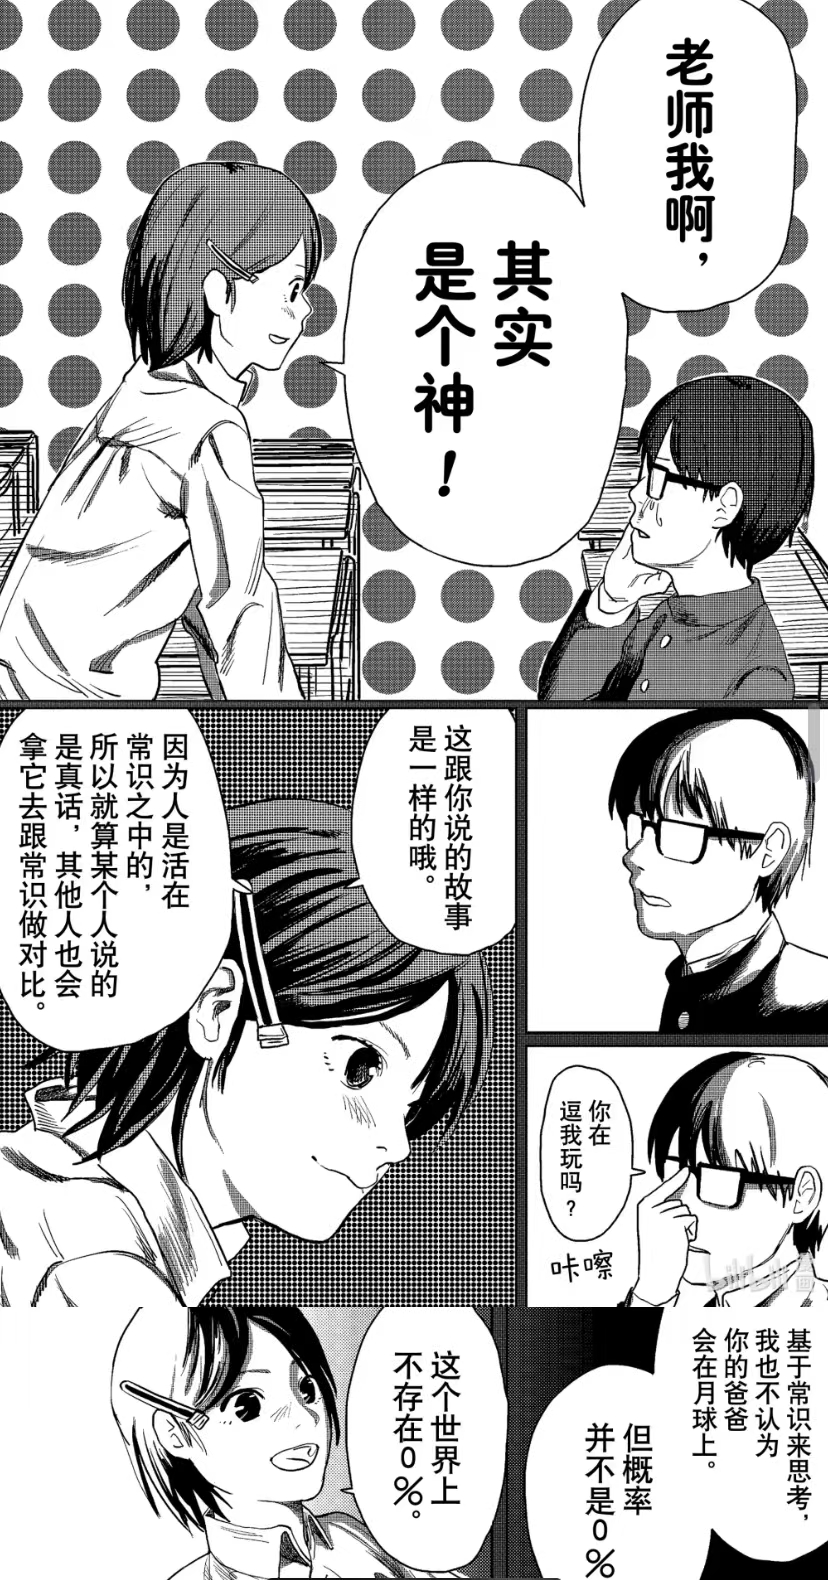 老师我啊，
其实
是个神！
这跟你说的故事
是一样的哦。
因为人是活在
常识之中的，
所以就算某个人说的
是真话，其他人也会
拿它去跟常识做对比。
你在
逗我玩吗？
咔嚓
bilibili
漫画
基于常识来思考，
我也不认为
你的爸爸
会在月球上。
但概率
并不是0%
这个世界上
不存在0%。